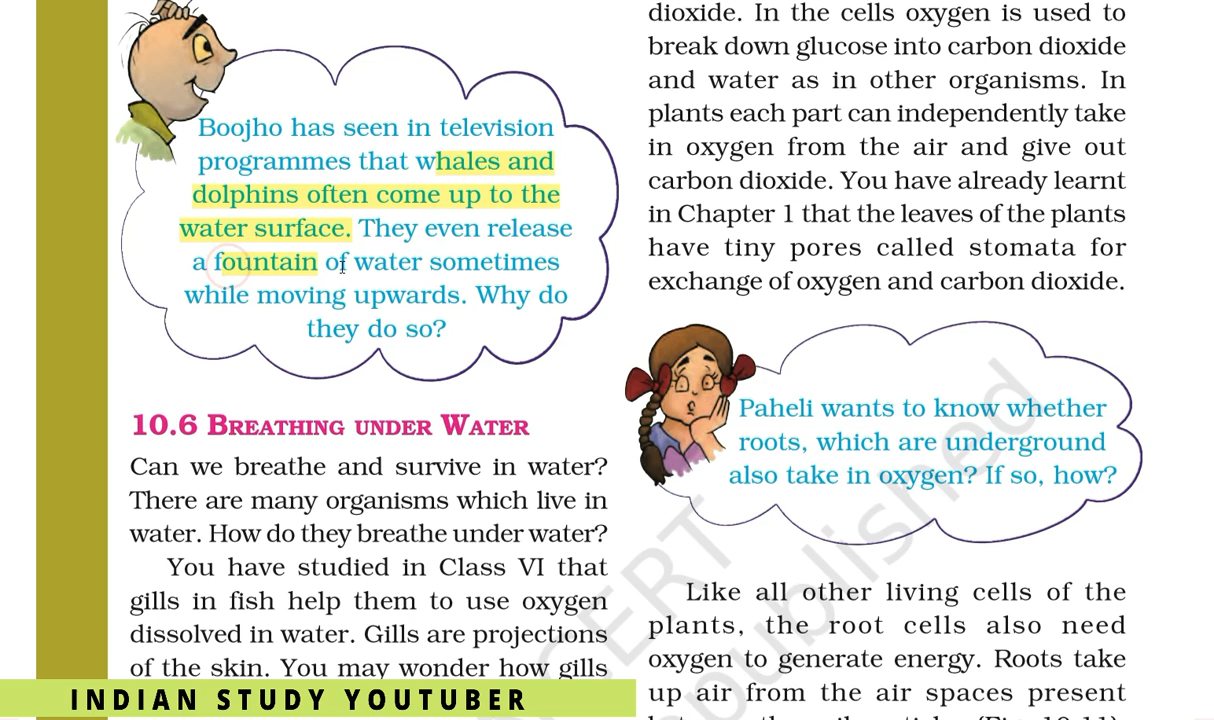 Boojho has seen in television
programmes that whales and
dolphins often come up to the
water surface. They even release
a fountain of water sometimes
while moving upwards. Why do
they do so?
10.6 BREATHING UNDER WATER
Can we breathe and survive in water?
There are many organisms which live in
water. How do they breathe under water?
You have studied in Class VI that
gills in fish help them to use oxygen
dissolved in water. Gills are projections
of the skin. You may wonder how gills
INDIAN STUDY YOUTUBER
dioxide. In the cells oxygen is used to
break down glucose into carbon dioxide
and water as in other organisms. In
plants each part can independently take
in oxygen from the air and give out
carbon dioxide. You have already learnt
in Chapter 1 that the leaves of the plants
have tiny pores called stomata for
exchange of oxygen and carbon dioxide.
Paheli wants to know whether
roots, which are underground
also take in oxygen? If so, how?
Like all other living cells of the
plants, the root cells also need
oxygen to generate energy. Roots take
up air from the air spaces present